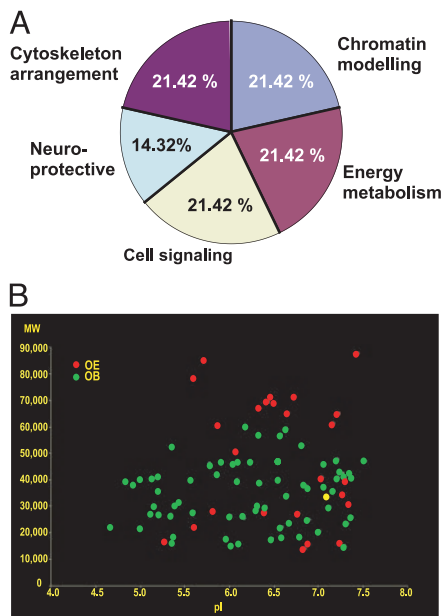 A
Cytoskeleton
arrangement
Chromatin
modelling
21.42 %
21.42 %
Neuro-
protective
14.32%
21.42 %
Energy
metabolism
21.42 %
Cell signaling
B
MW
90,000
80,000
70,000
60,000
50,000
40,000
30,000
20,000
10,000
0
OE
OB
4.0 4.5 5.0 5.5 6.0 6.5 7.0 7.5 8.0
pI